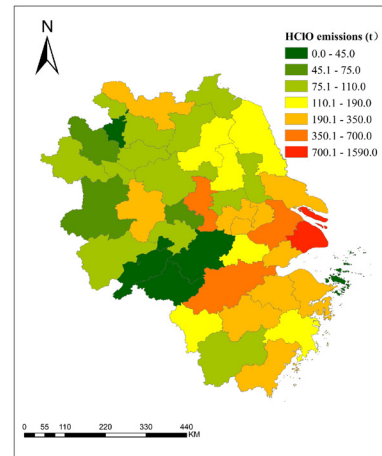 N
HClO emissions (t)
0.0 - 45.0
45.1 - 75.0
75.1 - 110.0
110.1 - 190.0
190.1 - 350.0
350.1 - 700.0
700.1 - 1590.0
0 55 110 220 330 440
KM